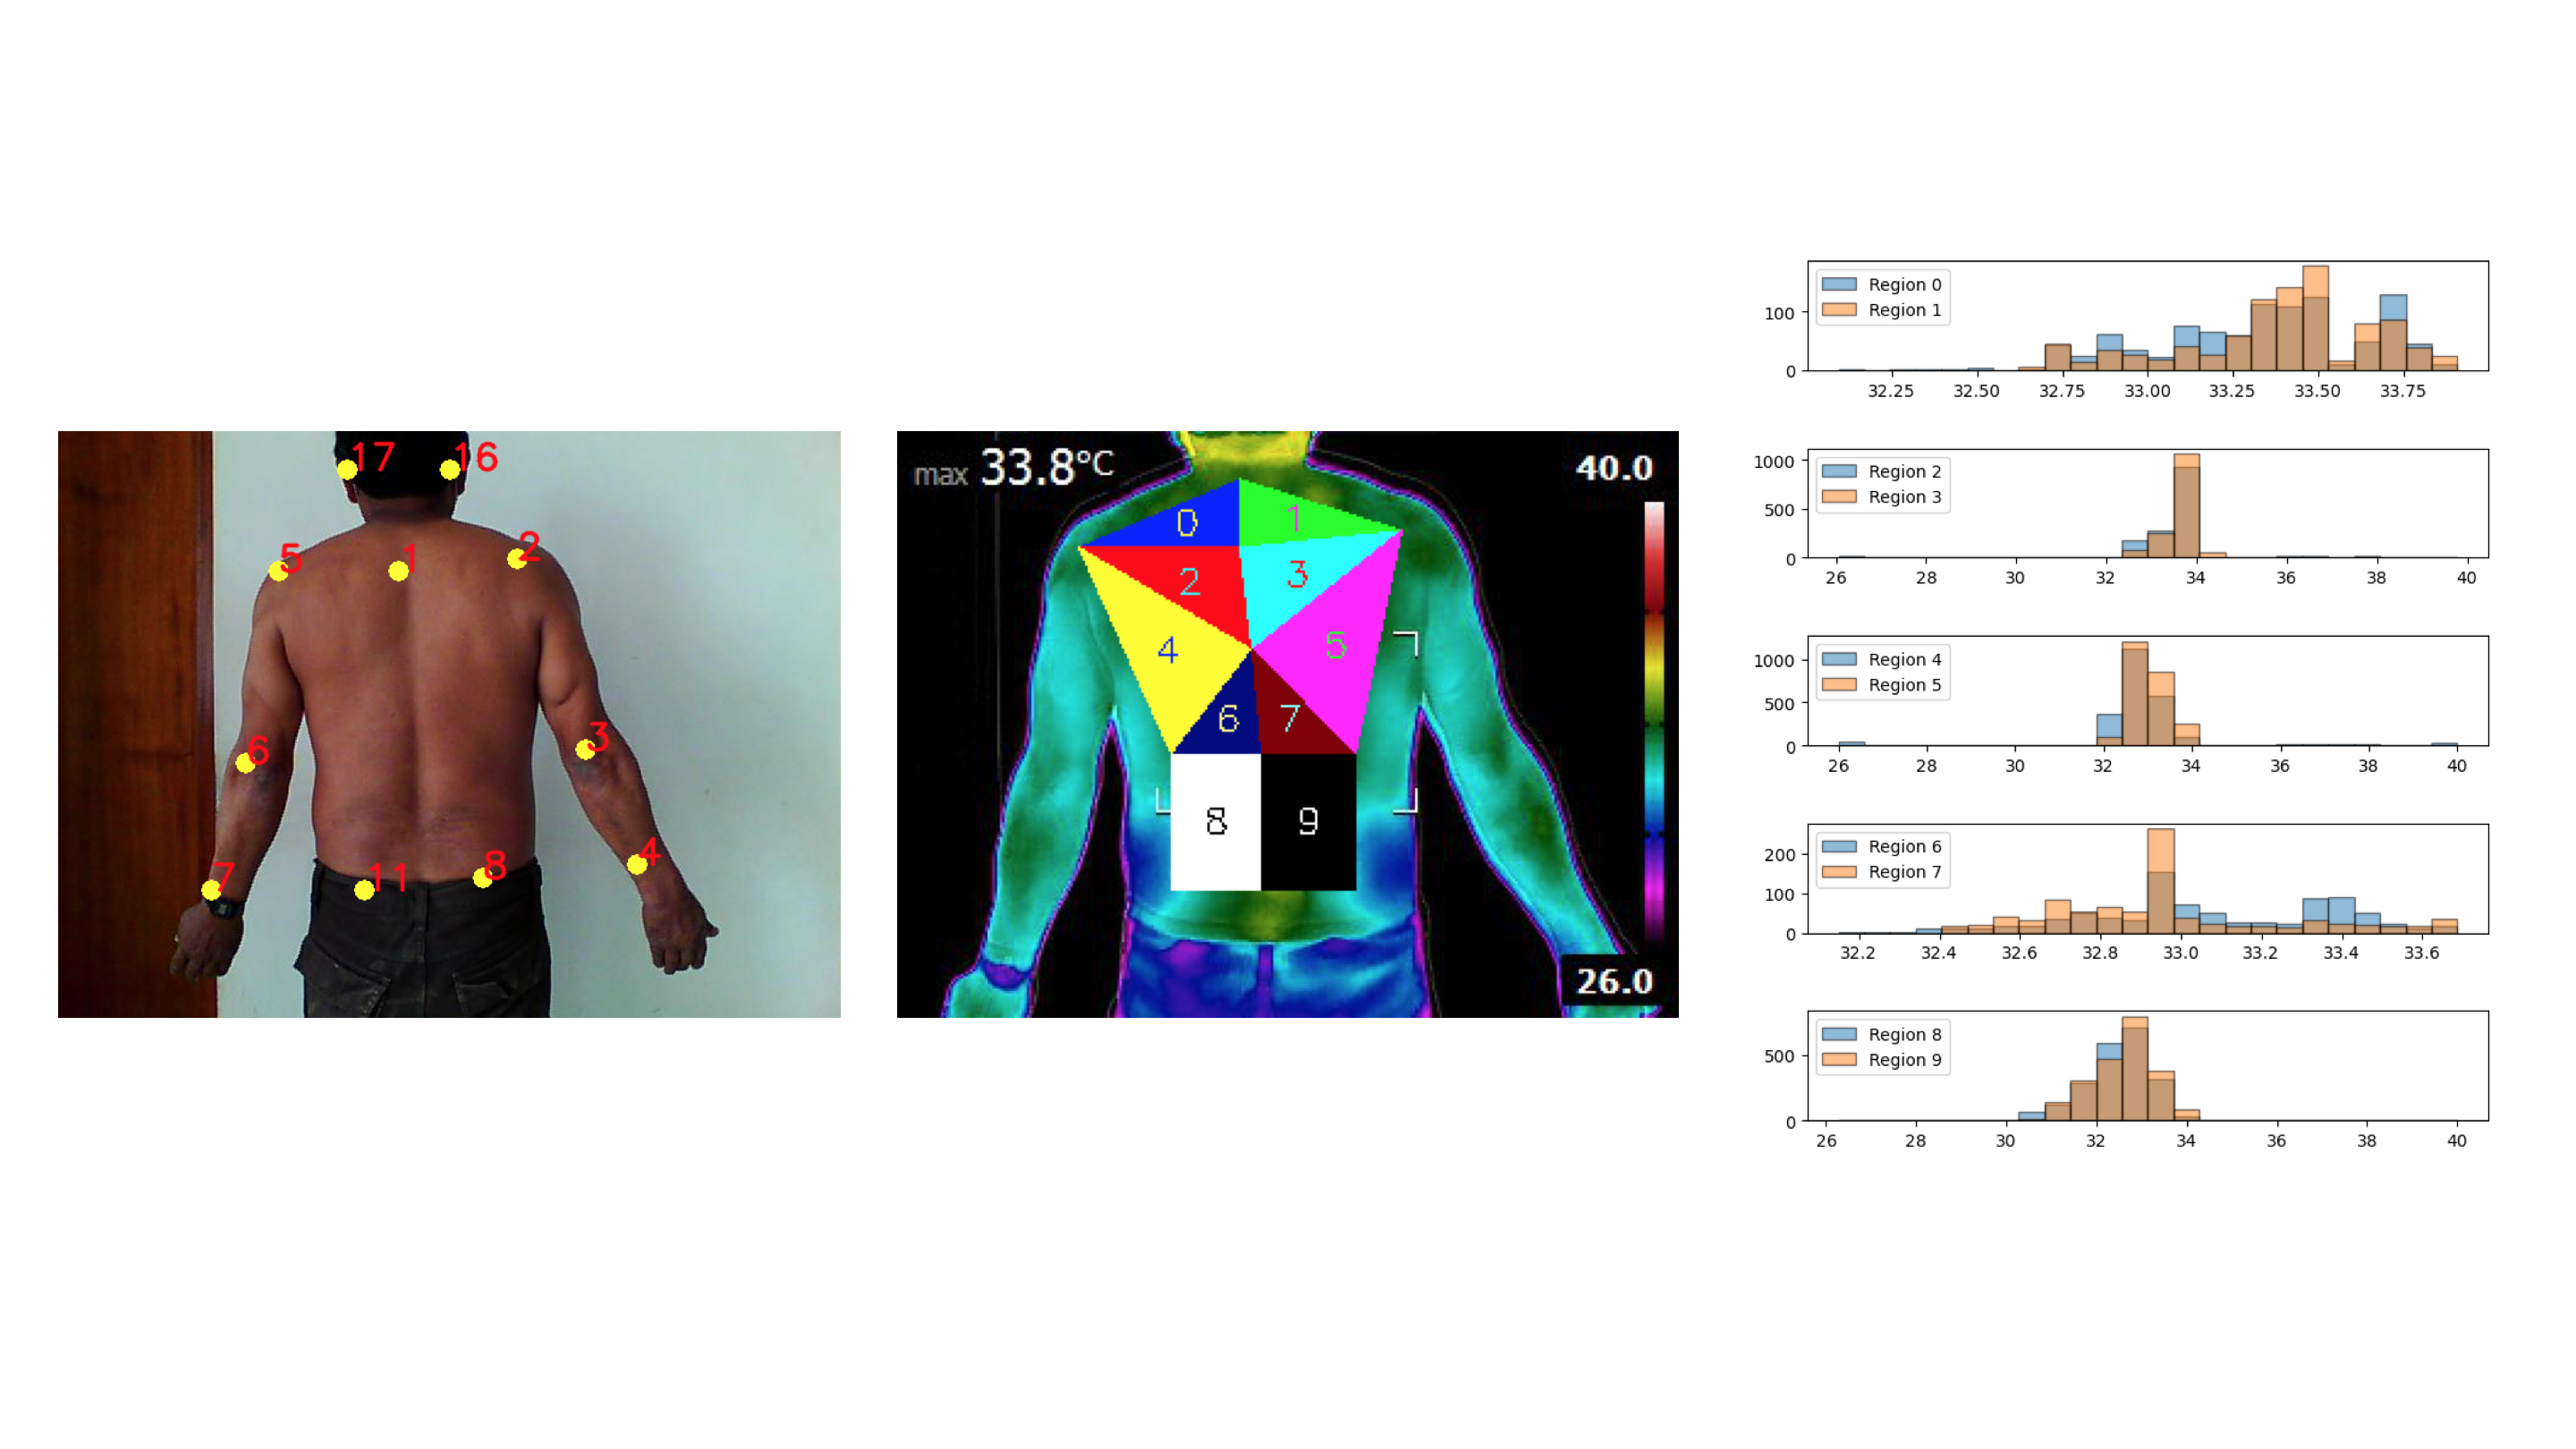 17 16
5 1 2
6 3
7 11 8 4
max 33.8°C
40.0
0 1
2 3
4 5
6 7
8 9
26.0
Region 0
Region 1
100
0
32.25 32.50 32.75 33.00 33.25 33.50 33.75
Region 2
Region 3
1000
500
0
26 28 30 32 34 36 38 40
Region 4
Region 5
1000
500
0
26 28 30 32 34 36 38 40
Region 6
Region 7
200
100
0
32.2 32.4 32.6 32.8 33.0 33.2 33.4 33.6
Region 8
Region 9
500
0
26 28 30 32 34 36 38 40